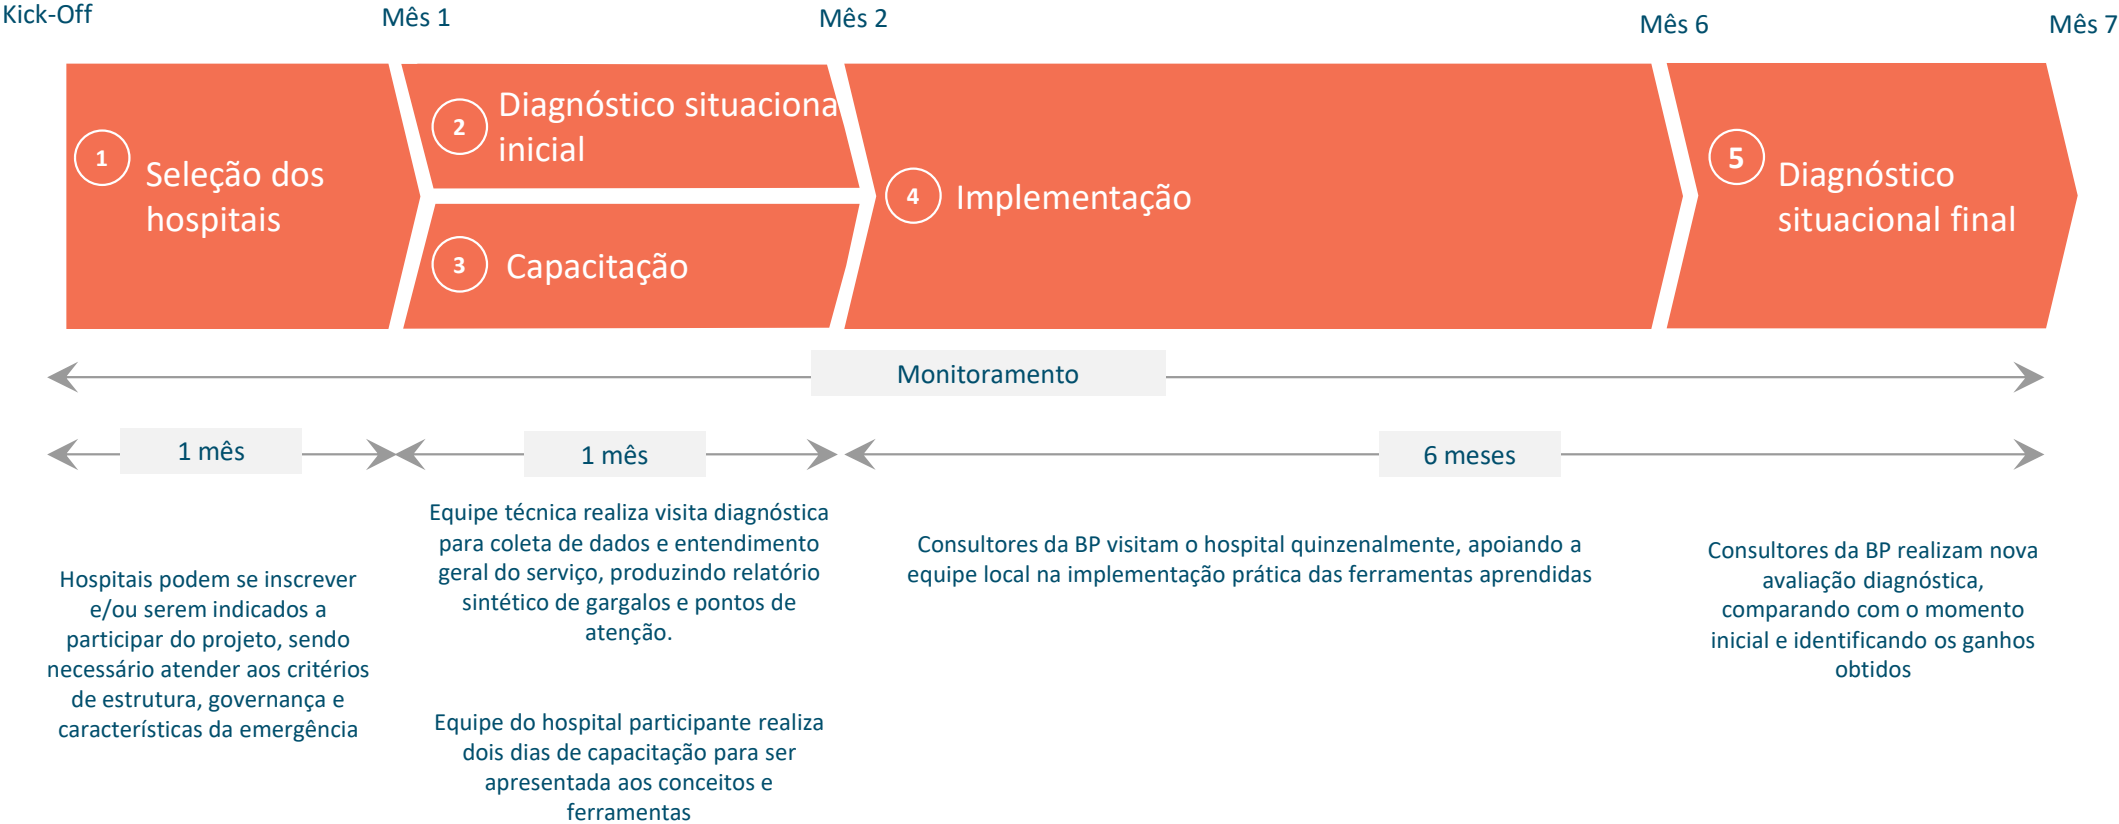 Kick-Off
Mês 1
Mês 2
Mês 6
Mês 7
1
Seleção dos
hospitais
2
Diagnóstico situaciona
inicial
3
Capacitação
4
Implementação
5
Diagnóstico
situacional final
Monitoramento
1 mês
1 mês
6 meses
Hospitais podem se inscrever
e/ou serem indicados a
participar do projeto, sendo
necessário atender aos critérios
de estrutura, governança e
características da emergência
Equipe técnica realiza visita diagnóstica
para coleta de dados e entendimento
geral do serviço, produzindo relatório
sintético de gargalos e pontos de
atenção.
Equipe do hospital participante realiza
dois dias de capacitação para ser
apresentada aos conceitos e
ferramentas
Consultores da BP visitam o hospital quinzenalmente, apoiando a
equipe local na implementação prática das ferramentas aprendidas
Consultores da BP realizam nova
avaliação diagnóstica,
comparando com o momento
inicial e identificando os ganhos
obtidos